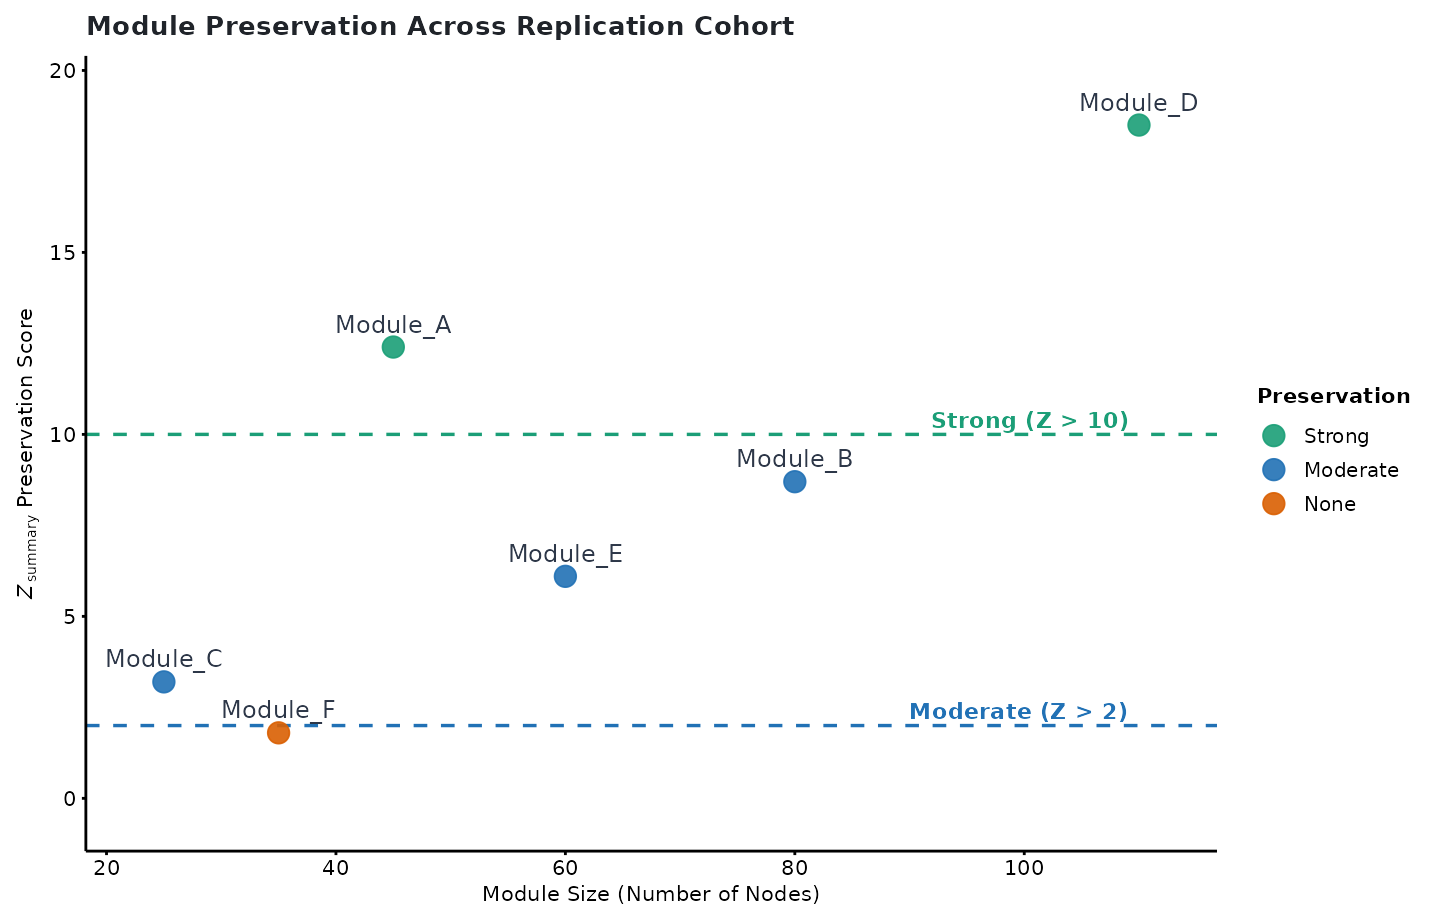 Module Preservation Across Replication Cohort
20
15
10
5
0
Z summary Preservation Score
Module_D
Module_A
Strong (Z > 10)
Module_B
Module_E
Module_C
Module_F
Moderate (Z > 2)
20 40 60 80 100
Module Size (Number of Nodes)
Preservation
Strong
Moderate
None